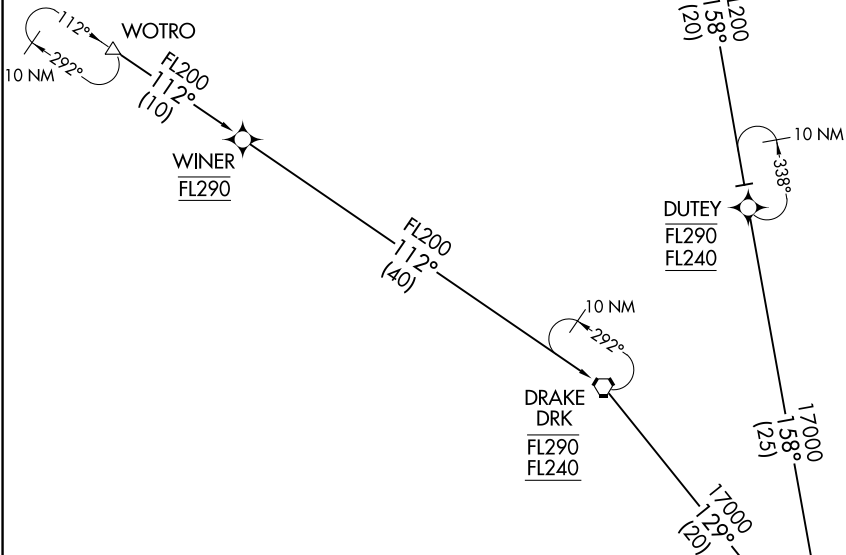 112°
292°
10 NM
WOTRO
FL200
112°
(10)
WINER
FL290
FL200
112°
(40)
10 NM
292°
DRAKE
DRK
FL290
FL240
17000
129°
(20)
FL200
158°
(20)
10 NM
338°
DUTEY
FL290
FL240
17000
158°
(25)